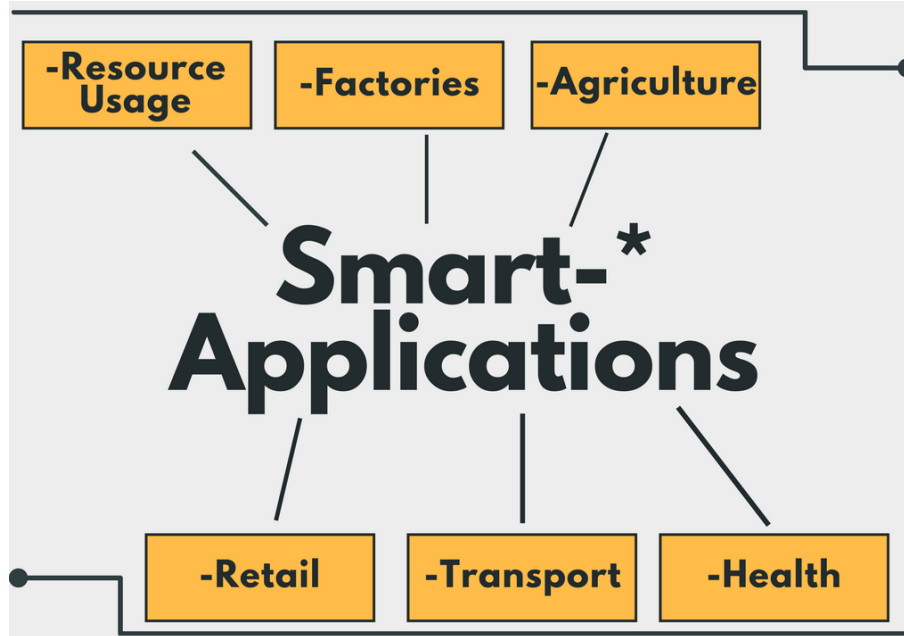 -Resource
Usage
-Factories
-Agriculture
Smart-*
Applications
-Retail
-Transport
-Health